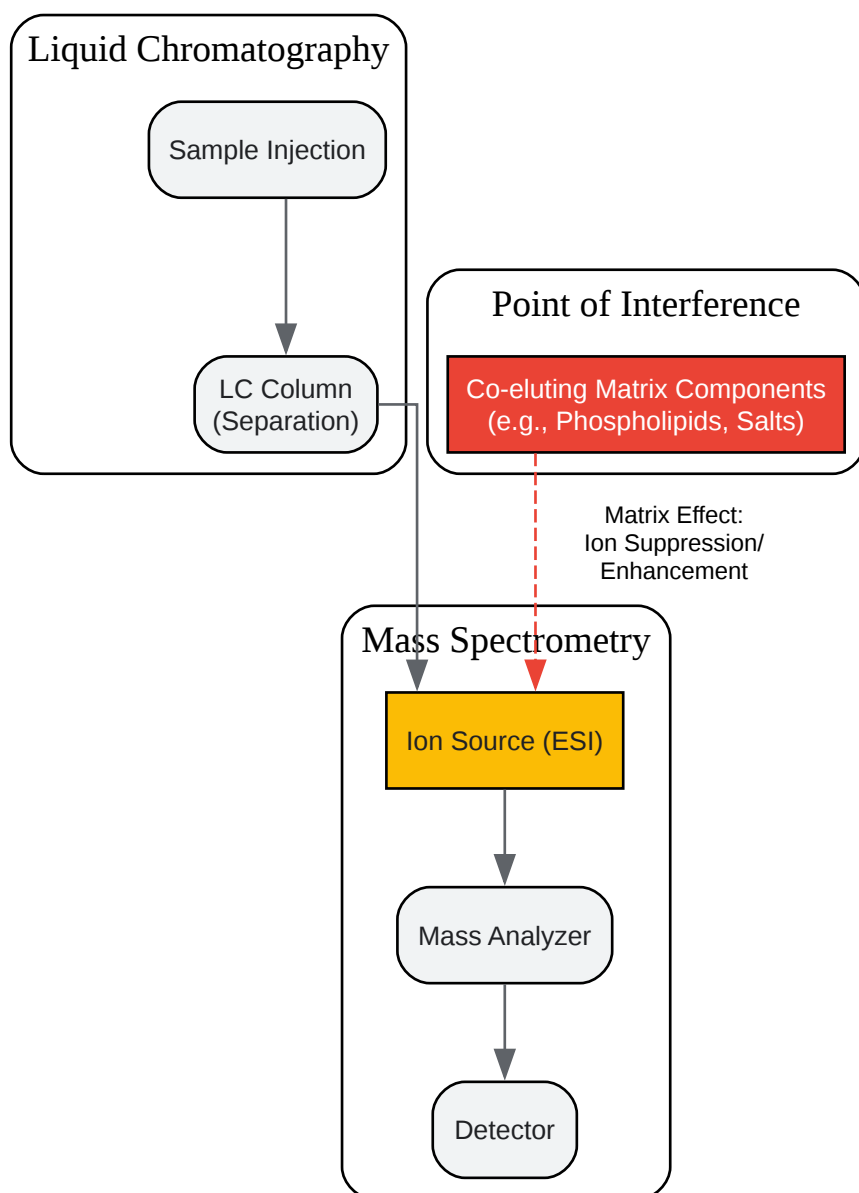 Liquid Chromatography
Sample Injection
LC Column
(Separation)
Point of Interference
Co-eluting Matrix Components
(e.g., Phospholipids, Salts)
Matrix Effect:
Ion Suppression/
Enhancement
Mass Spectrometry
Ion Source (ESI)
Mass Analyzer
Detector